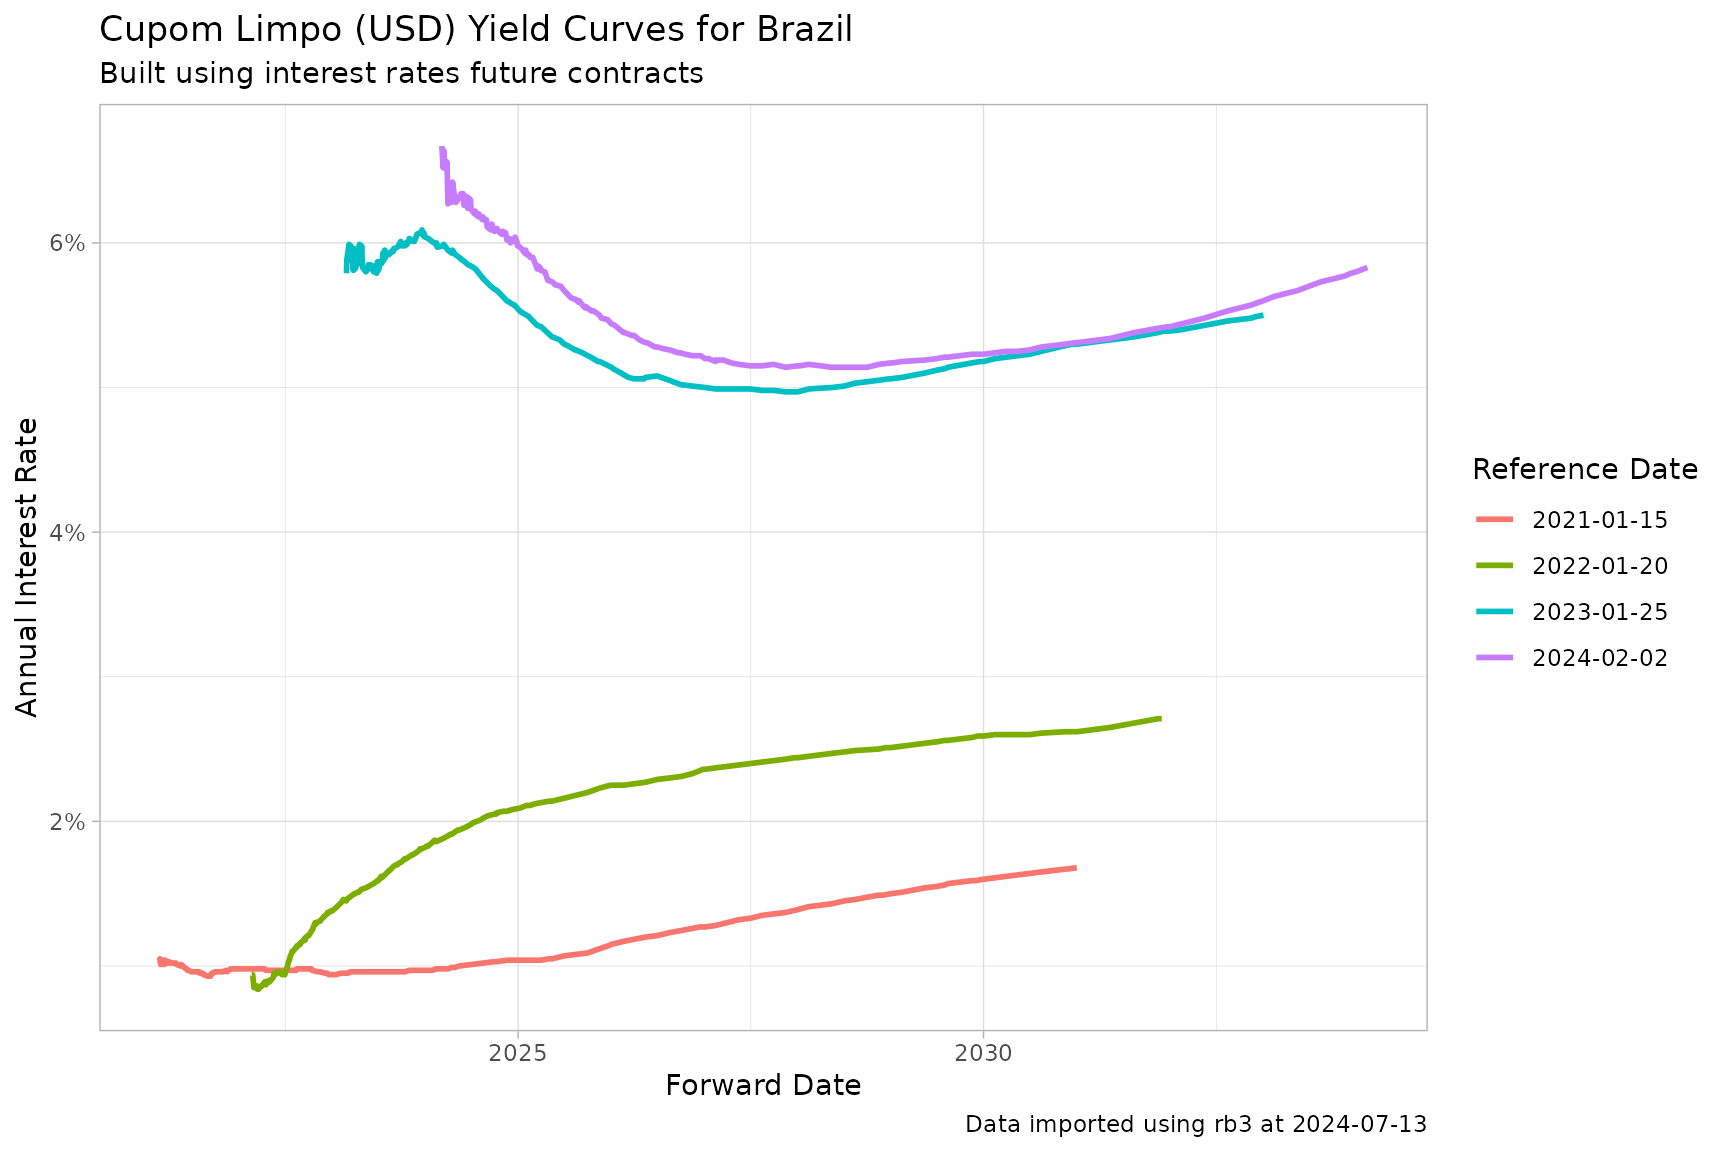 Cupom Limpo (USD) Yield Curves for Brazil
Built using interest rates future contracts
Annual Interest Rate
6%
4%
2%
2025
2030
Forward Date
Reference Date
2021-01-15
2022-01-20
2023-01-25
2024-02-02
Data imported using rb3 at 2024-07-13